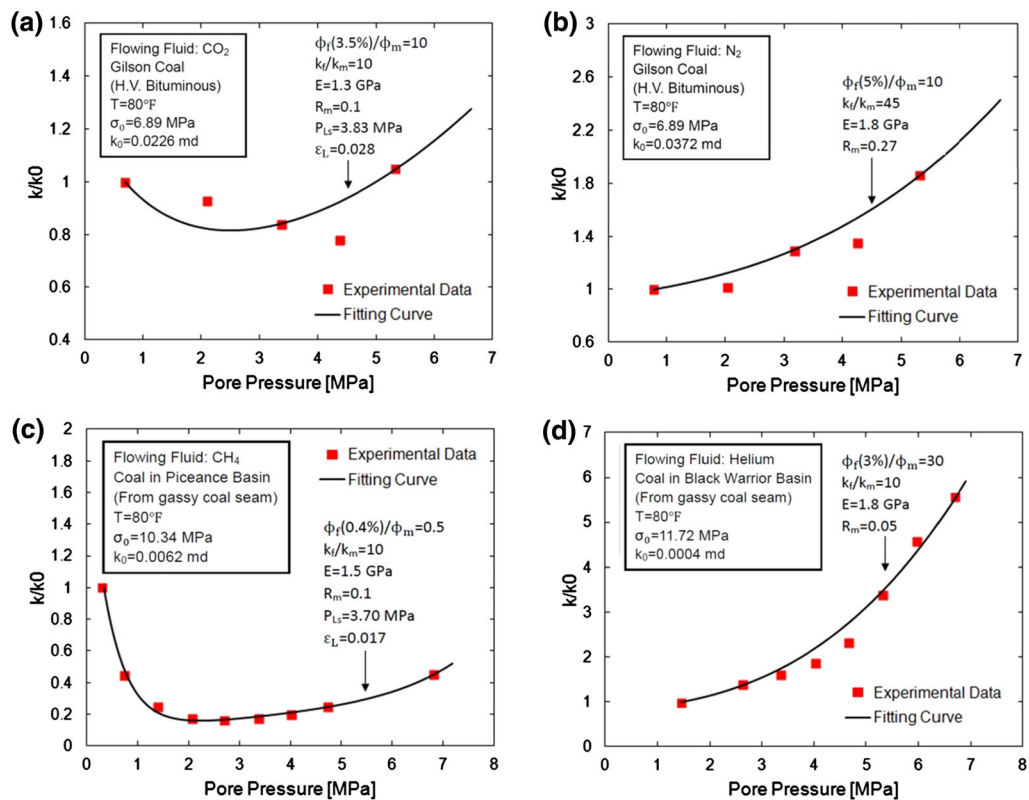 (a)
1.6
1.4
1.2
1
0.8
0.6
0.4
k/k0
Flowing Fluid: CO₂
Gilson Coal
(H.V. Bituminous)
T=80°F
σ₀=6.89 MPa
k₀=0.0226 md
ϕf(3.5%)/ϕm=10
kf/km=10
E=1.3 GPa
Rm=0.1
PLs=3.83 MPa
εL=0.028
Experimental Data
Fitting Curve
0 1 2 3 4 5 6 7
Pore Pressure [MPa]
(b)
3
2.6
2.2
1.8
1.4
1
0.6
k/k0
Flowing Fluid: N₂
Gilson Coal
(H.V. Bituminous)
T=80°F
σ₀=6.89 MPa
k₀=0.0372 md
ϕf(5%)/ϕm=10
kf/km=45
E=1.8 GPa
Rm=0.27
Experimental Data
Fitting Curve
0 1 2 3 4 5 6 7
Pore Pressure [MPa]
(c)
2
1.8
1.6
1.4
1.2
1
0.8
0.6
0.4
0.2
0
k/k0
Flowing Fluid: CH₄
Coal in Piceance Basin
(From gassy coal seam)
T=80°F
σ₀=10.34 MPa
k₀=0.0062 md
Experimental Data
Fitting Curve
ϕf(0.4%)/ϕm=0.5
kf/km=10
E=1.5 GPa
Rm=0.1
PLs=3.70 MPa
εL=0.017
0 1 2 3 4 5 6 7 8
Pore Pressure [MPa]
(d)
7
6
5
4
3
2
1
0
k/k0
Flowing Fluid: Helium
Coal in Black Warrior Basin
(From gassy coal seam)
T=80°F
σ₀=11.72 MPa
k₀=0.0004 md
ϕf(3%)/ϕm=30
kf/km=10
E=1.8 GPa
Rm=0.05
Experimental Data
Fitting Curve
0 1 2 3 4 5 6 7 8
Pore Pressure [MPa]